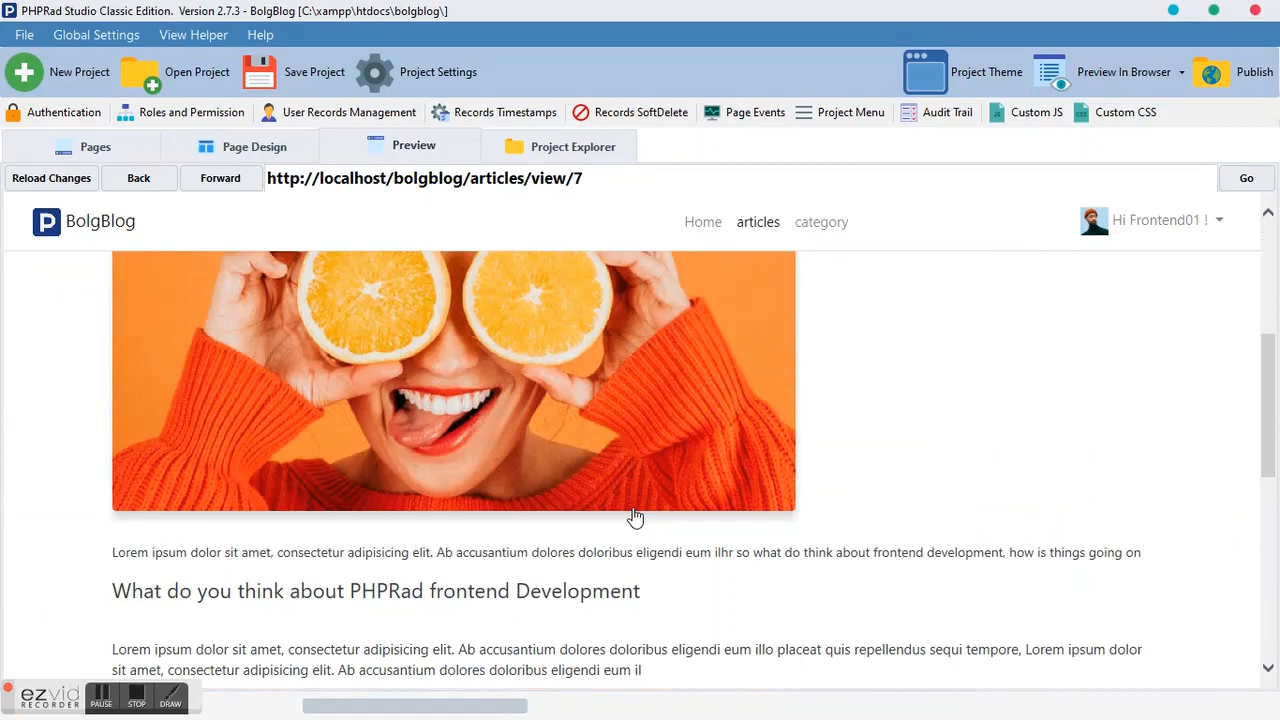 PHPRad Studio Classic Edition. Version 2.7.3 - BolgBlog [C:\xampp\htdocs\bolgblog\]
File Global Settings View Helper Help
New Project Open Project Save Project Project Settings Project Theme Preview In Browser Publish
Authentication Roles and Permission User Records Management Records Timestamps Records SoftDelete Page Events Project Menu Audit Trail Custom JS Custom CSS
Pages Page Design Preview Project Explorer
Reload Changes Back Forward http://localhost/bolgblog/articles/view/7 Go
BolgBlog Home articles category Hi Frontend01 !
Lorem ipsum dolor sit amet, consectetur adipisicing elit. Ab accusantium dolores doloribus eligendi eum ilhr so what do think about frontend development, how is things going on
What do you think about PHPRad frontend Development
Lorem ipsum dolor sit amet, consectetur adipisicing elit. Ab accusantium dolores doloribus eligendi eum illo placeat quis repellendus sequi tempore, Lorem ipsum dolor
sit amet, consectetur adipisicing elit. Ab accusantium dolores doloribus eligendi eum il
ezvid
RECORDER PAUSE STOP DRAW